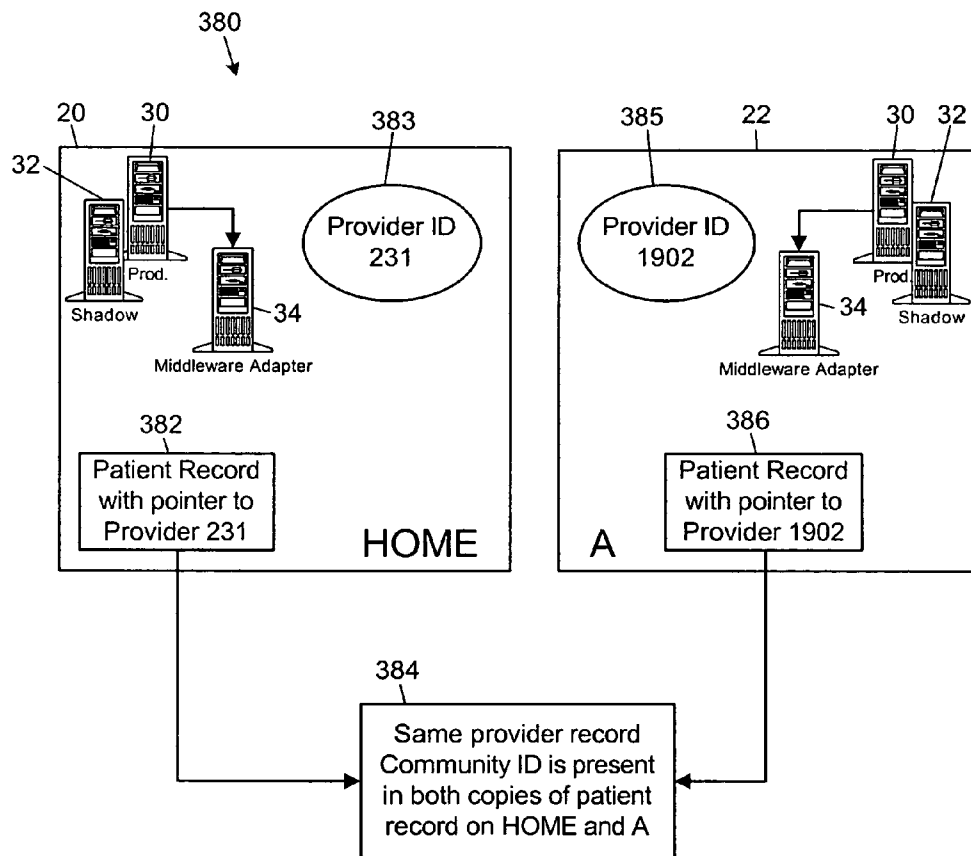 380
20
30
383
385
22
30
32
32
Provider ID
231
Provider ID
1902
Prod.
Prod.
Shadow
34
34
Shadow
Middleware Adapter
Middleware Adapter
382
386
Patient Record
with pointer to
Provider 231
HOME
A
Patient Record
with pointer to
Provider 1902
384
Same provider record
Community ID is present
in both copies of patient
record on HOME and A